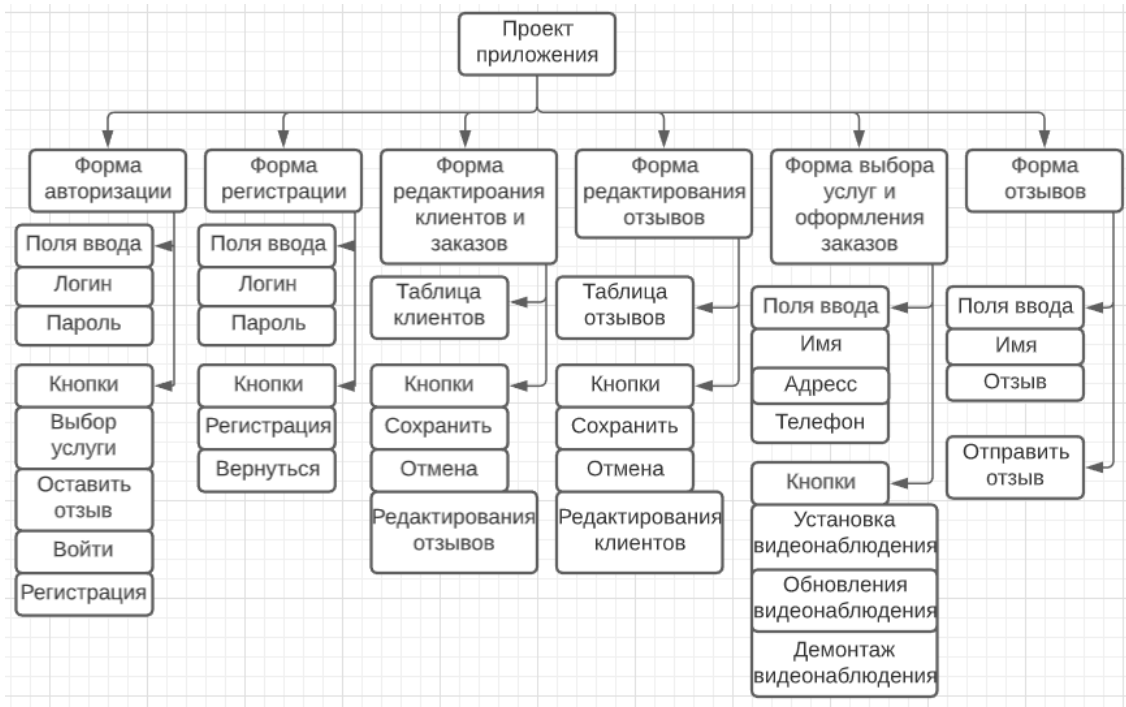 Проект
приложения
Форма
авторизации
Поля ввода
Логин
Пароль
Кнопки
Выбор
услуги
Оставить
отзыв
Войти
Регистрация
Форма
регистрации
Поля ввода
Логин
Пароль
Кнопки
Регистрация
Вернуться
Форма
редактироания
клиентов и
заказов
Таблица
клиентов
Кнопки
Сохранить
Отмена
Редактирования
отзывов
Форма
редактирования
отзывов
Таблица
отзывов
Кнопки
Сохранить
Отмена
Редактирования
клиентов
Форма выбора
услуг и
оформления
заказов
Поля ввода
Имя
Адресс
Телефон
Кнопки
Установка
видеонаблюдения
Обновления
видеонаблюдения
Демонтаж
видеонаблюдения
Форма
отзывов
Поля ввода
Имя
Отзыв
Отправить
отзыв